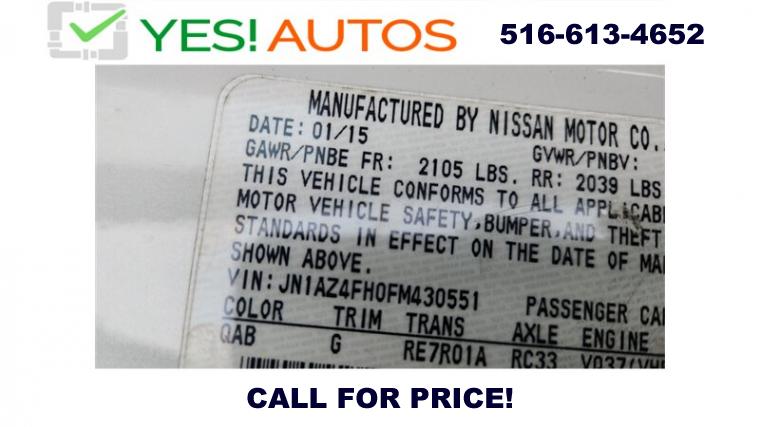 YES! AUTOS 516-613-4652
MANUFACTURED BY NISSAN MOTOR CO.,
DATE: 01/15 GVWR/PNBV:
GAWR/PNBE FR: 2105 LBS. RR: 2039 LBS
THIS VEHICLE CONFORMS TO ALL APPLICAB
MOTOR VEHICLE SAFETY, BUMPER, AND THEFT
STANDARDS IN EFFECT ON THE DATE OF MA
SHOWN ABOVE.
VIN: JN1AZ4FH0FM430551 PASSENGER CA
COLOR TRIM TRANS AXLE ENGINE
QAB G RE7R01A RC33
CALL FOR PRICE!